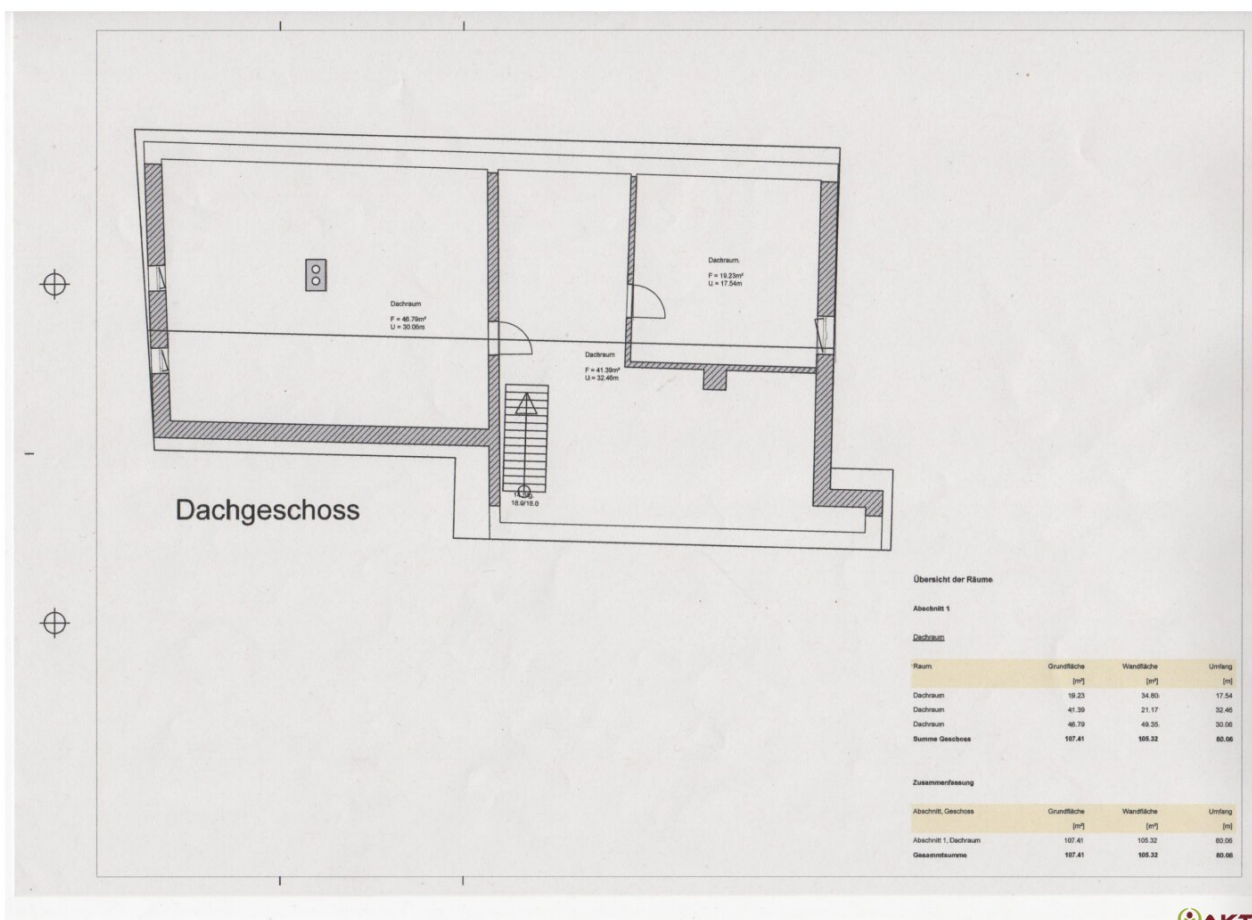 Dachraum
F = 19.23m²
U = 17.54m
Dachraum
F = 46.79m²
U = 30.06m
Dachraum
F = 41.39m²
U = 32.46m
18.9/18.0
Dachgeschoss
Übersicht der Räume
Abschnitt 1
Dachraum
Raum Grundfläche Wandfläche Umfang
[m²] [m²] [m]
Dachraum 19.23 34.80 17.54
Dachraum 41.39 21.17 32.46
Dachraum 46.79 49.35 30.06
Summe Geschoss 107.41 105.32 80.06
Zusammenfassung
Abschnitt, Geschoss Grundfläche Wandfläche Umfang
[m²] [m²] [m]
Abschnitt 1, Dachraum 107.41 105.32 80.06
Gesamtsumme 107.41 105.32 80.06